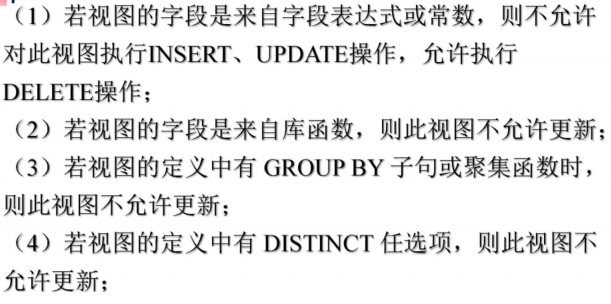 （1）若视图的字段是来自字段表达式或常数，则不允许
对此视图执行INSERT、UPDATE操作，允许执行
DELETE操作；
（2）若视图的字段是来自库函数，则此视图不允许更新；
（3）若视图的定义中有 GROUP BY 子句或聚集函数时，
则此视图不允许更新；
（4）若视图的定义中有 DISTINCT 任选项，则此视图不
允许更新；